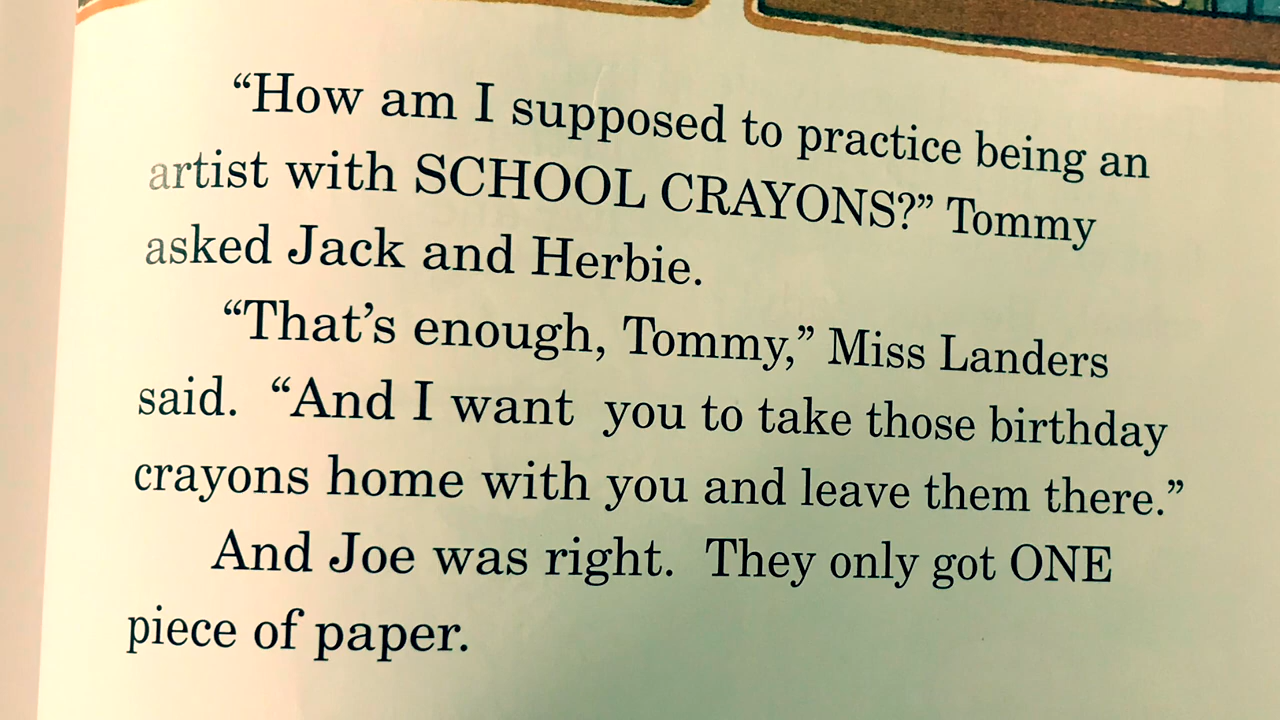 “How am I supposed to practice being an
artist with SCHOOL CRAYONS?” Tommy
asked Jack and Herbie.
“That’s enough, Tommy,” Miss Landers
said. “And I want you to take those birthday
crayons home with you and leave them there.”
And Joe was right. They only got ONE
piece of paper.